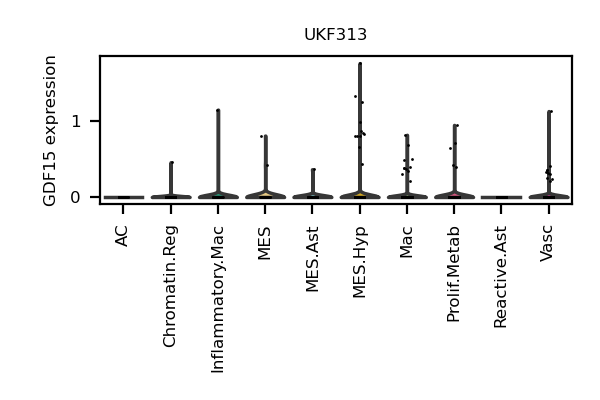 UKF313
GDF15 expression
1
0
AC
Chromatin.Reg
Inflammatory.Mac
MES
MES.Ast
MES.Hyp
Mac
Prolif.Metab
Reactive.Ast
Vasc